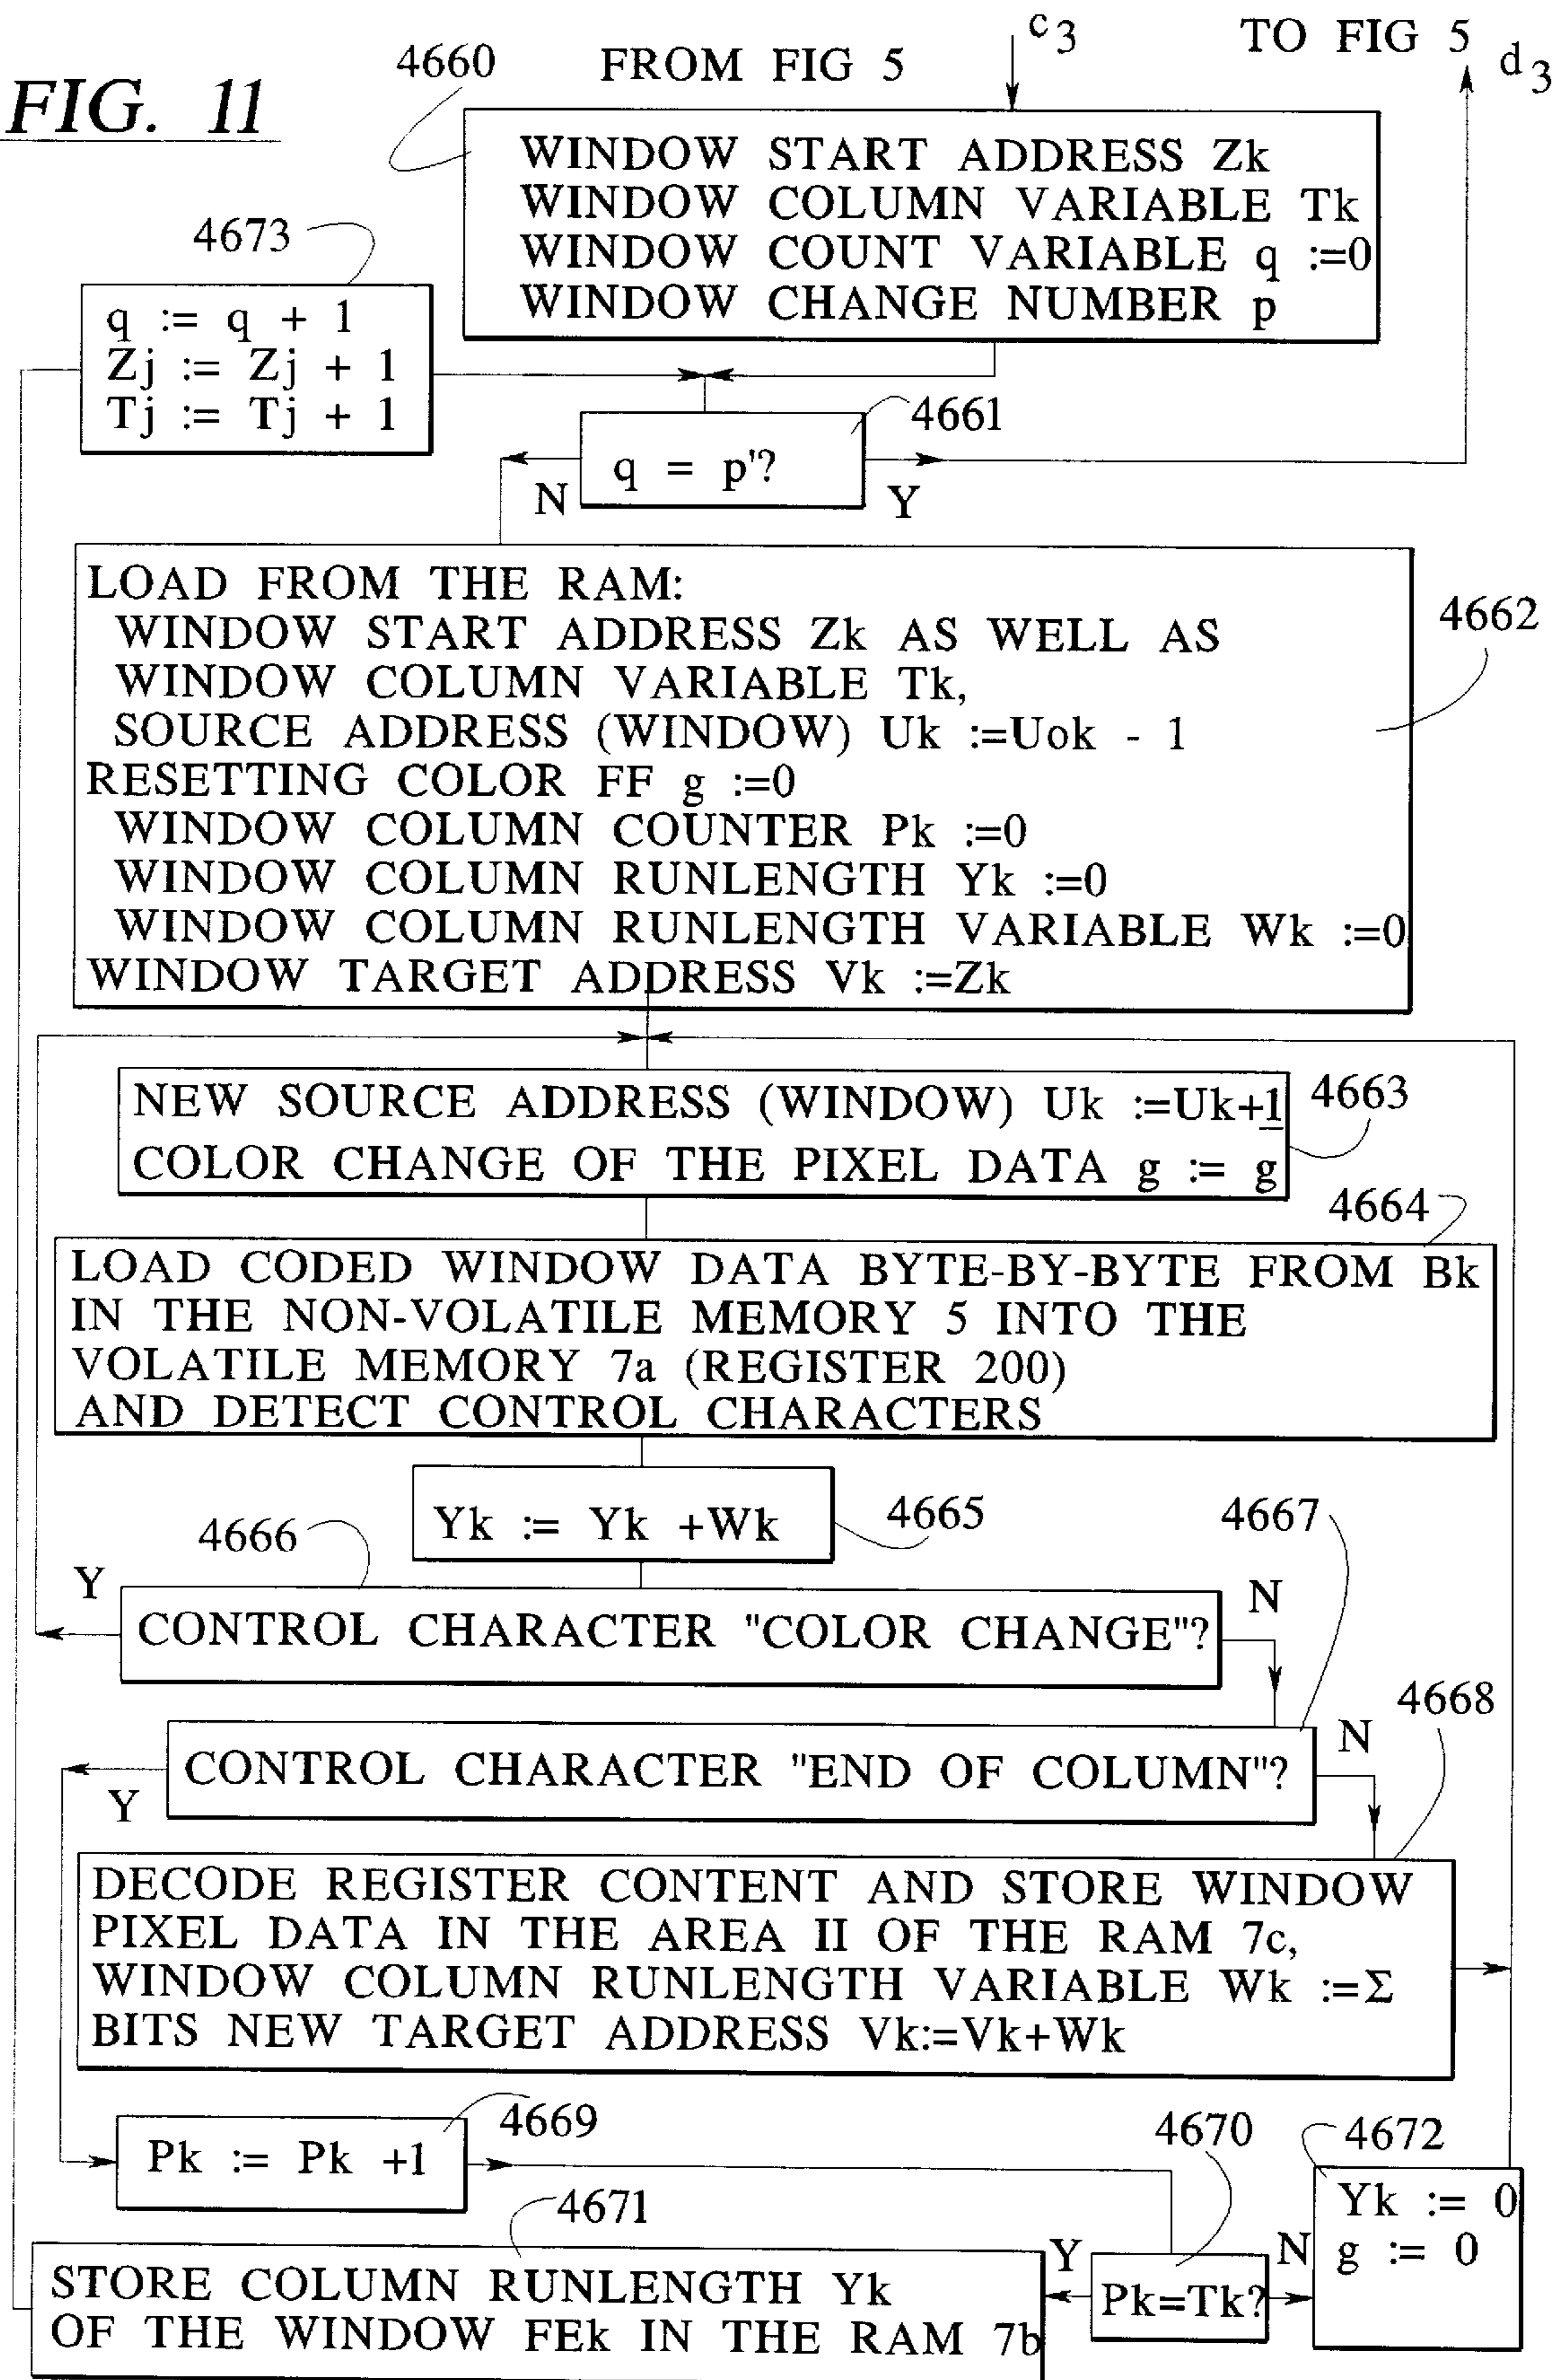 FIG. 11
4660
FROM FIG 5
c3
TO FIG 5
d3
WINDOW START ADDRESS Zk
WINDOW COLUMN VARIABLE Tk
WINDOW COUNT VARIABLE q :=0
WINDOW CHANGE NUMBER p
4673
q := q + 1
Zj := Zj + 1
Tj := Tj + 1
4661
q = p'?
N
Y
LOAD FROM THE RAM:
WINDOW START ADDRESS Zk AS WELL AS
WINDOW COLUMN VARIABLE Tk,
SOURCE ADDRESS (WINDOW) Uk :=Uok - 1
RESETTING COLOR FF g :=0
WINDOW COLUMN COUNTER Pk :=0
WINDOW COLUMN RUNLENGTH Yk :=0
WINDOW COLUMN RUNLENGTH VARIABLE Wk :=0
WINDOW TARGET ADDRESS Vk :=Zk
4662
NEW SOURCE ADDRESS (WINDOW) Uk :=Uk+1
COLOR CHANGE OF THE PIXEL DATA g := g̅
4663
4664
LOAD CODED WINDOW DATA BYTE-BY-BYTE FROM Bk
IN THE NON-VOLATILE MEMORY 5 INTO THE
VOLATILE MEMORY 7a (REGISTER 200)
AND DETECT CONTROL CHARACTERS
Yk := Yk +Wk
4665
4666
4667
Y
CONTROL CHARACTER "COLOR CHANGE"?
N
4668
CONTROL CHARACTER "END OF COLUMN"?
N
Y
DECODE REGISTER CONTENT AND STORE WINDOW
PIXEL DATA IN THE AREA II OF THE RAM 7c,
WINDOW COLUMN RUNLENGTH VARIABLE Wk :=Σ
BITS NEW TARGET ADDRESS Vk:=Vk+Wk
Pk := Pk +1
4669
4670
4672
Yk := 0
g := 0
4671
STORE COLUMN RUNLENGTH Yk
OF THE WINDOW FEk IN THE RAM 7b
Y
Pk=Tk?
N